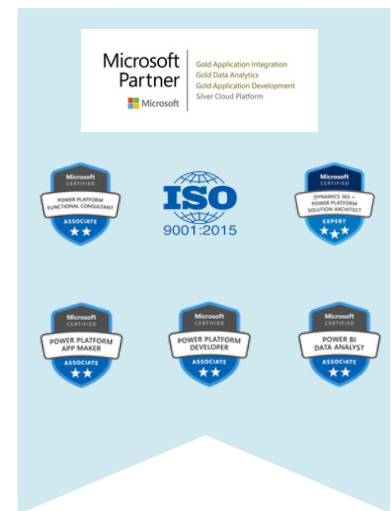 Microsoft
Partner
Microsoft
Gold Application Integration
Gold Data Analytics
Gold Application Development
Silver Cloud Platform
Microsoft
CERTIFIED
POWER PLATFORM
FUNCTIONAL CONSULTANT
ASSOCIATE
ISO
9001:2015
Microsoft
CERTIFIED
DYNAMICS 365 +
POWER PLATFORM
SOLUTION ARCHITECT
EXPERT
Microsoft
CERTIFIED
POWER PLATFORM
APP MAKER
ASSOCIATE
Microsoft
CERTIFIED
POWER PLATFORM
DEVELOPER
ASSOCIATE
Microsoft
CERTIFIED
POWER BI
DATA ANALYST
ASSOCIATE